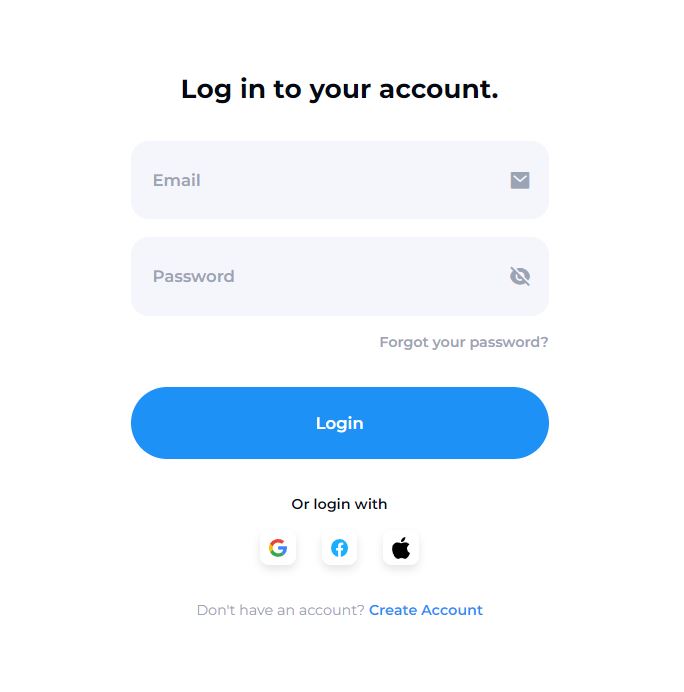 Log in to your account.
Email
Password
Forgot your password?
Login
Or login with
Don't have an account? Create Account